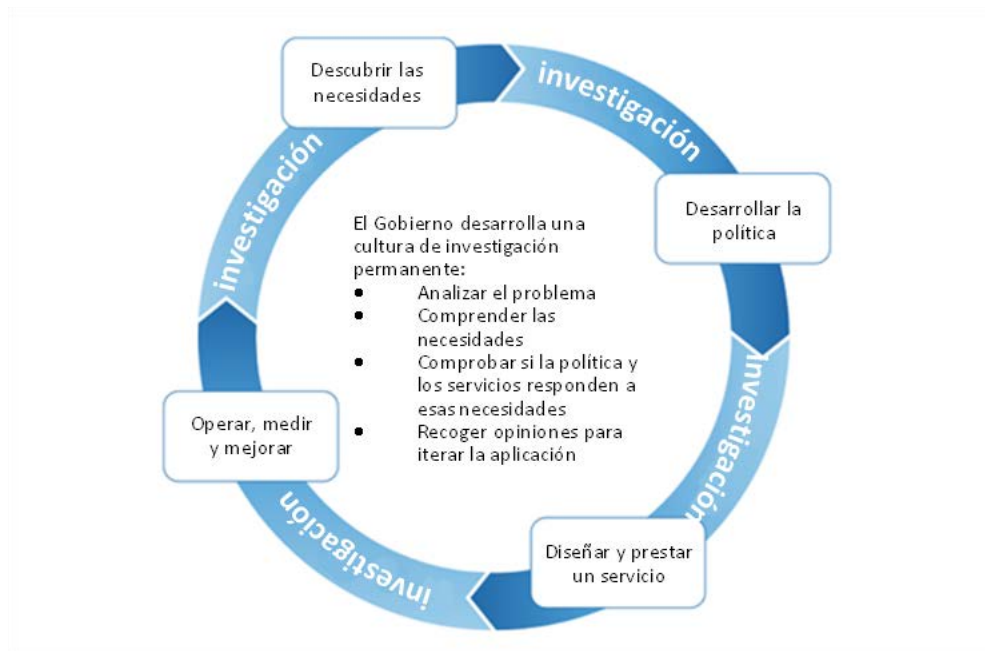 Descubrir las
necesidades
investigación
Desarrollar la
política
investigación
Diseñar y prestar
un servicio
investigación
Operar, medir
y mejorar
investigación
El Gobierno desarrolla una
cultura de investigación
permanente:
● Analizar el problema
● Comprender las
necesidades
● Comprobar si la política y
los servicios responden a
esas necesidades
● Recoger opiniones para
iterar la aplicación